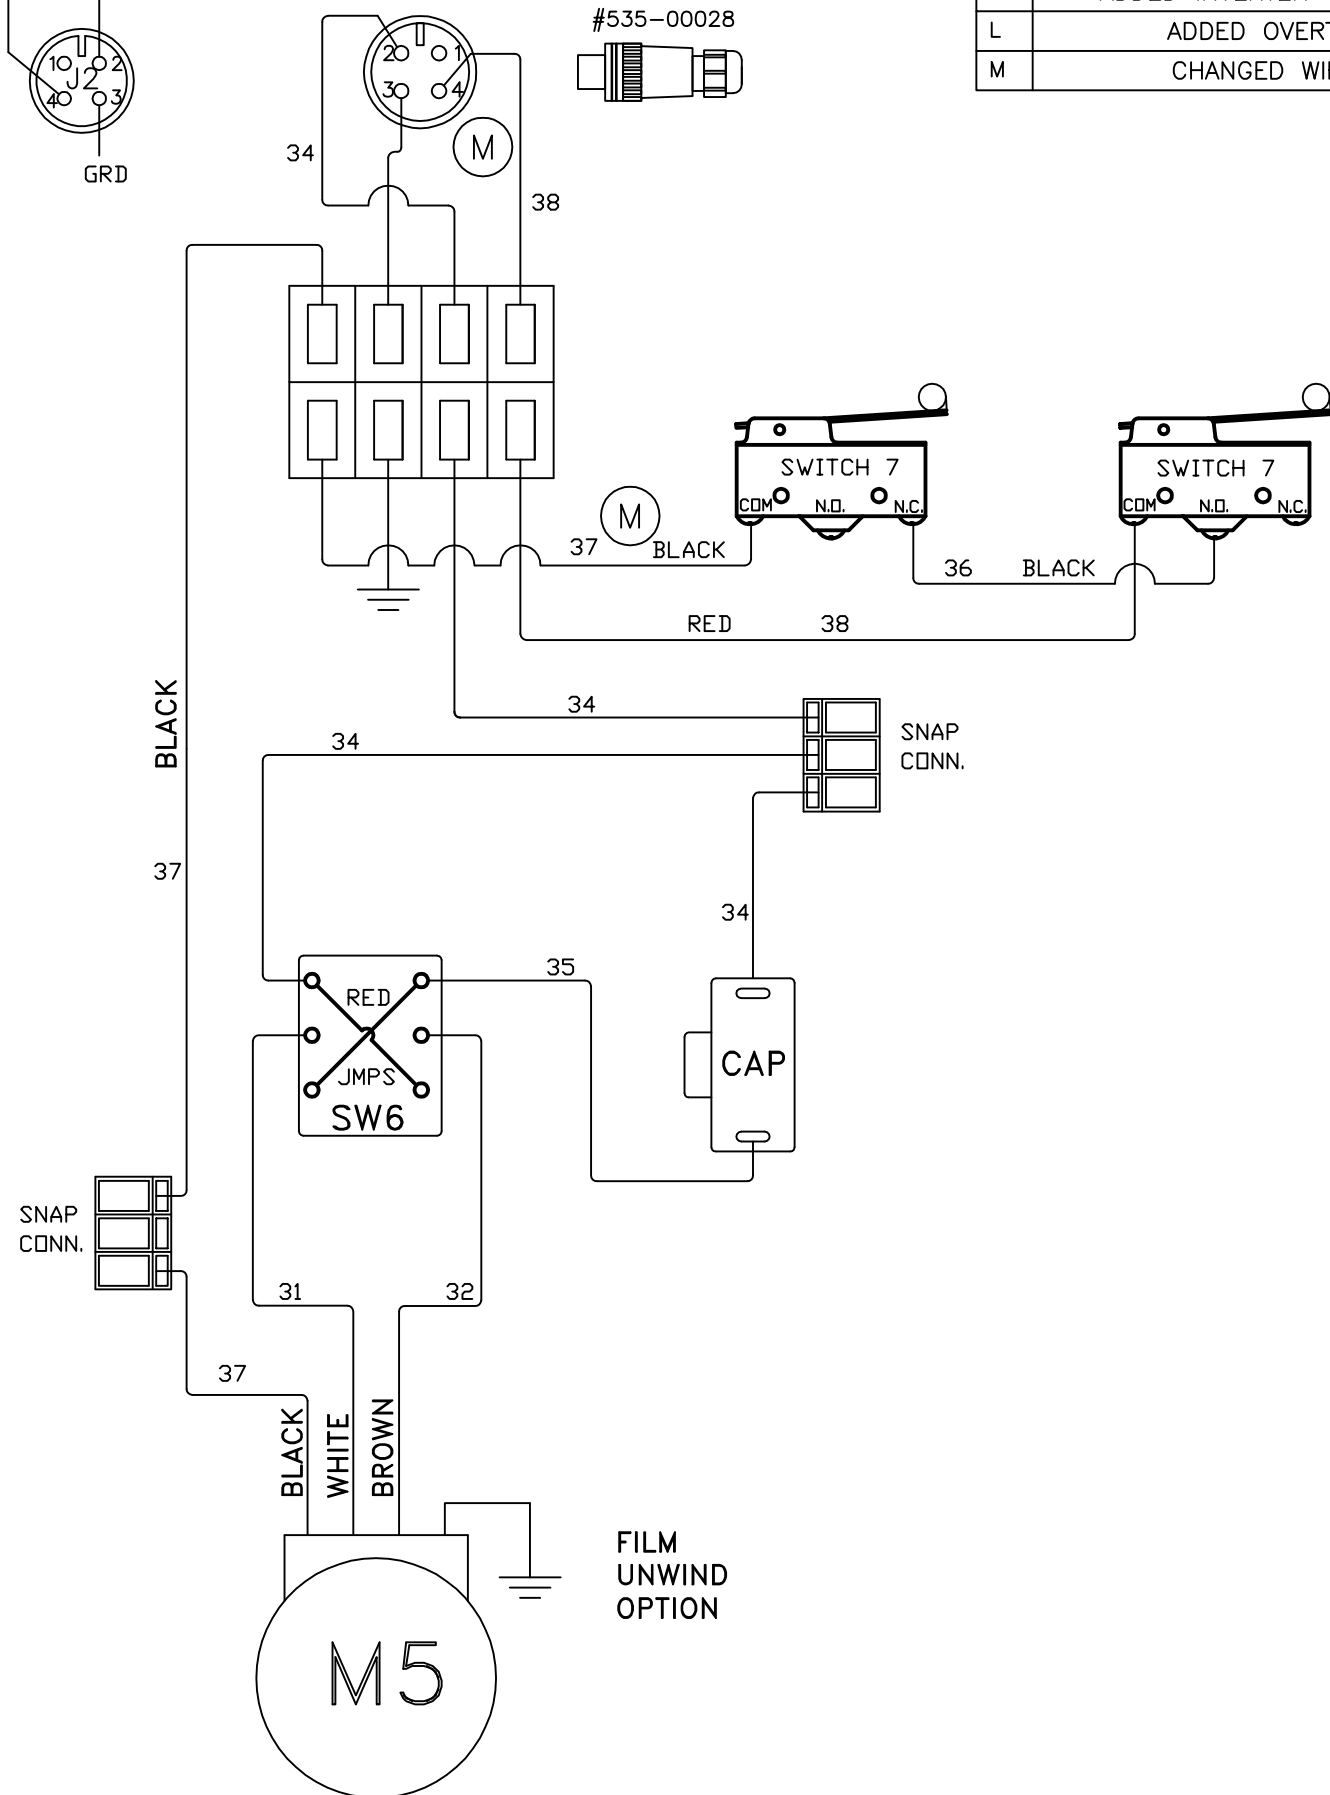 #535-00028
L ADDED
M CHANGED
1 2
J2
4 3
GRD
2 1
3 4
M
34
38
SWITCH 7
COM N.O. N.C.
SWITCH 7
COM N.O. N.C.
M
37 BLACK
36 BLACK
RED 38
BLACK
34
34
SNAP
CONN.
37
34
35
RED
JMPS
SW6
CAP
SNAP
CONN.
31
32
37
BLACK
WHITE
BROWN
FILM
UNWIND
OPTION
M5